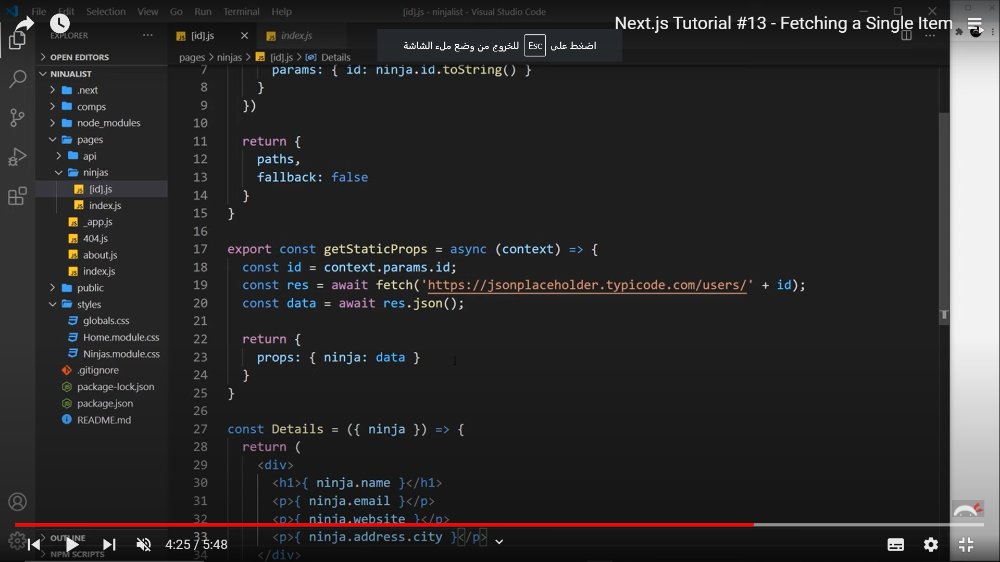 File Edit Selection View Go Run Terminal Help
[id].js - ninjalist - Visual Studio Code
Next.js Tutorial #13 - Fetching a Single Item
اضغط على Esc للخروج من وضع ملء الشاشة
EXPLORER
OPEN EDITORS
NINJALIST
.next
comps
node_modules
pages
api
ninjas
[id].js
index.js
_app.js
404.js
about.js
index.js
public
styles
globals.css
Home.module.css
Ninjas.module.css
.gitignore
package-lock.json
package.json
README.md
OUTLINE
NPM SCRIPTS
[id].js
index.js
pages > ninjas > [id].js > Details
7 params: { id: ninja.id.toString() }
8 }
9 })
10
11 return {
12 paths,
13 fallback: false
14 }
15 }
16
17 export const getStaticProps = async (context) => {
18 const id = context.params.id;
19 const res = await fetch('https://jsonplaceholder.typicode.com/users/' + id);
20 const data = await res.json();
21
22 return {
23 props: { ninja: data }
24 }
25 }
26
27 const Details = ({ ninja }) => {
28 return (
29 <div>
30 <h1>{ ninja.name }</h1>
31 <p>{ ninja.email }</p>
32 <p>{ ninja.website }</p>
33 <p>{ ninja.address.city }</p>
34 </div>
4:25 / 5:48